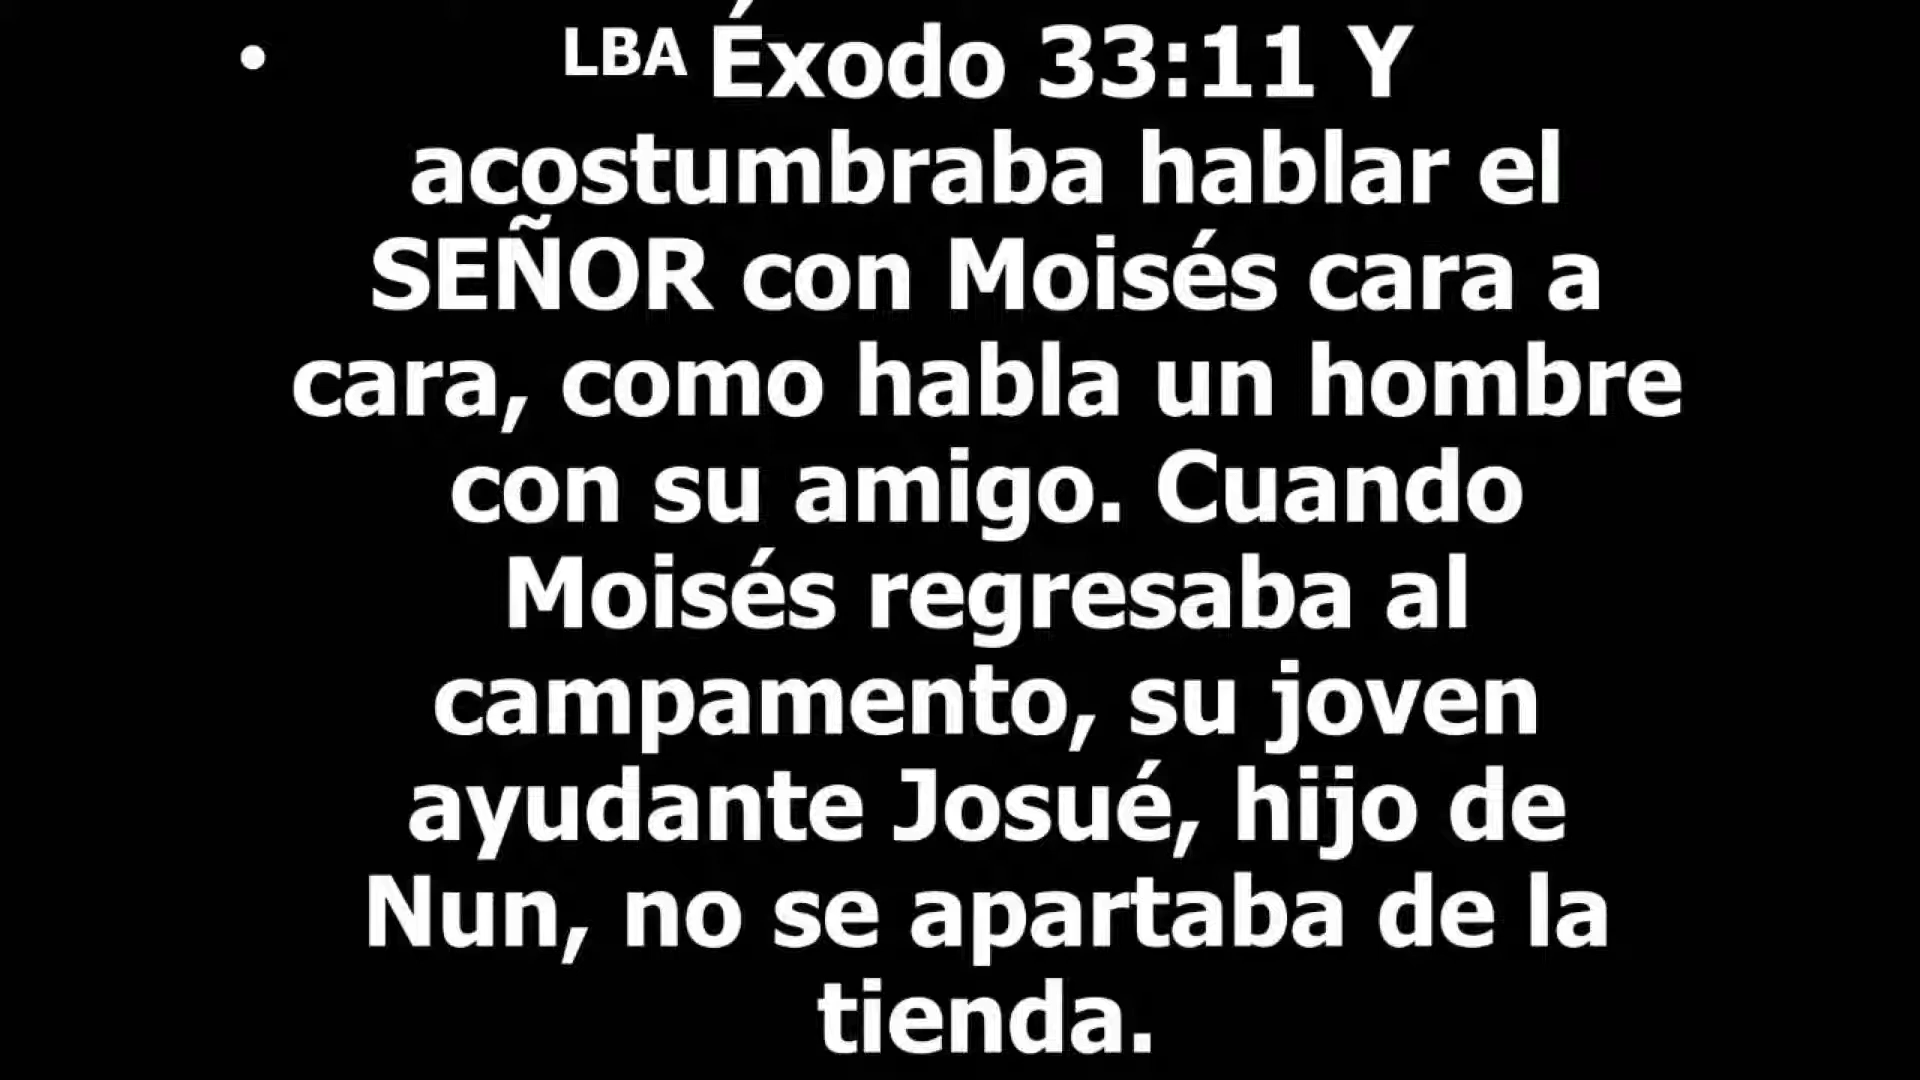 • LBA Éxodo 33:11 Y
acostumbraba hablar el
SEÑOR con Moisés cara a
cara, como habla un hombre
con su amigo. Cuando
Moisés regresaba al
campamento, su joven
ayudante Josué, hijo de
Nun, no se apartaba de la
tienda.